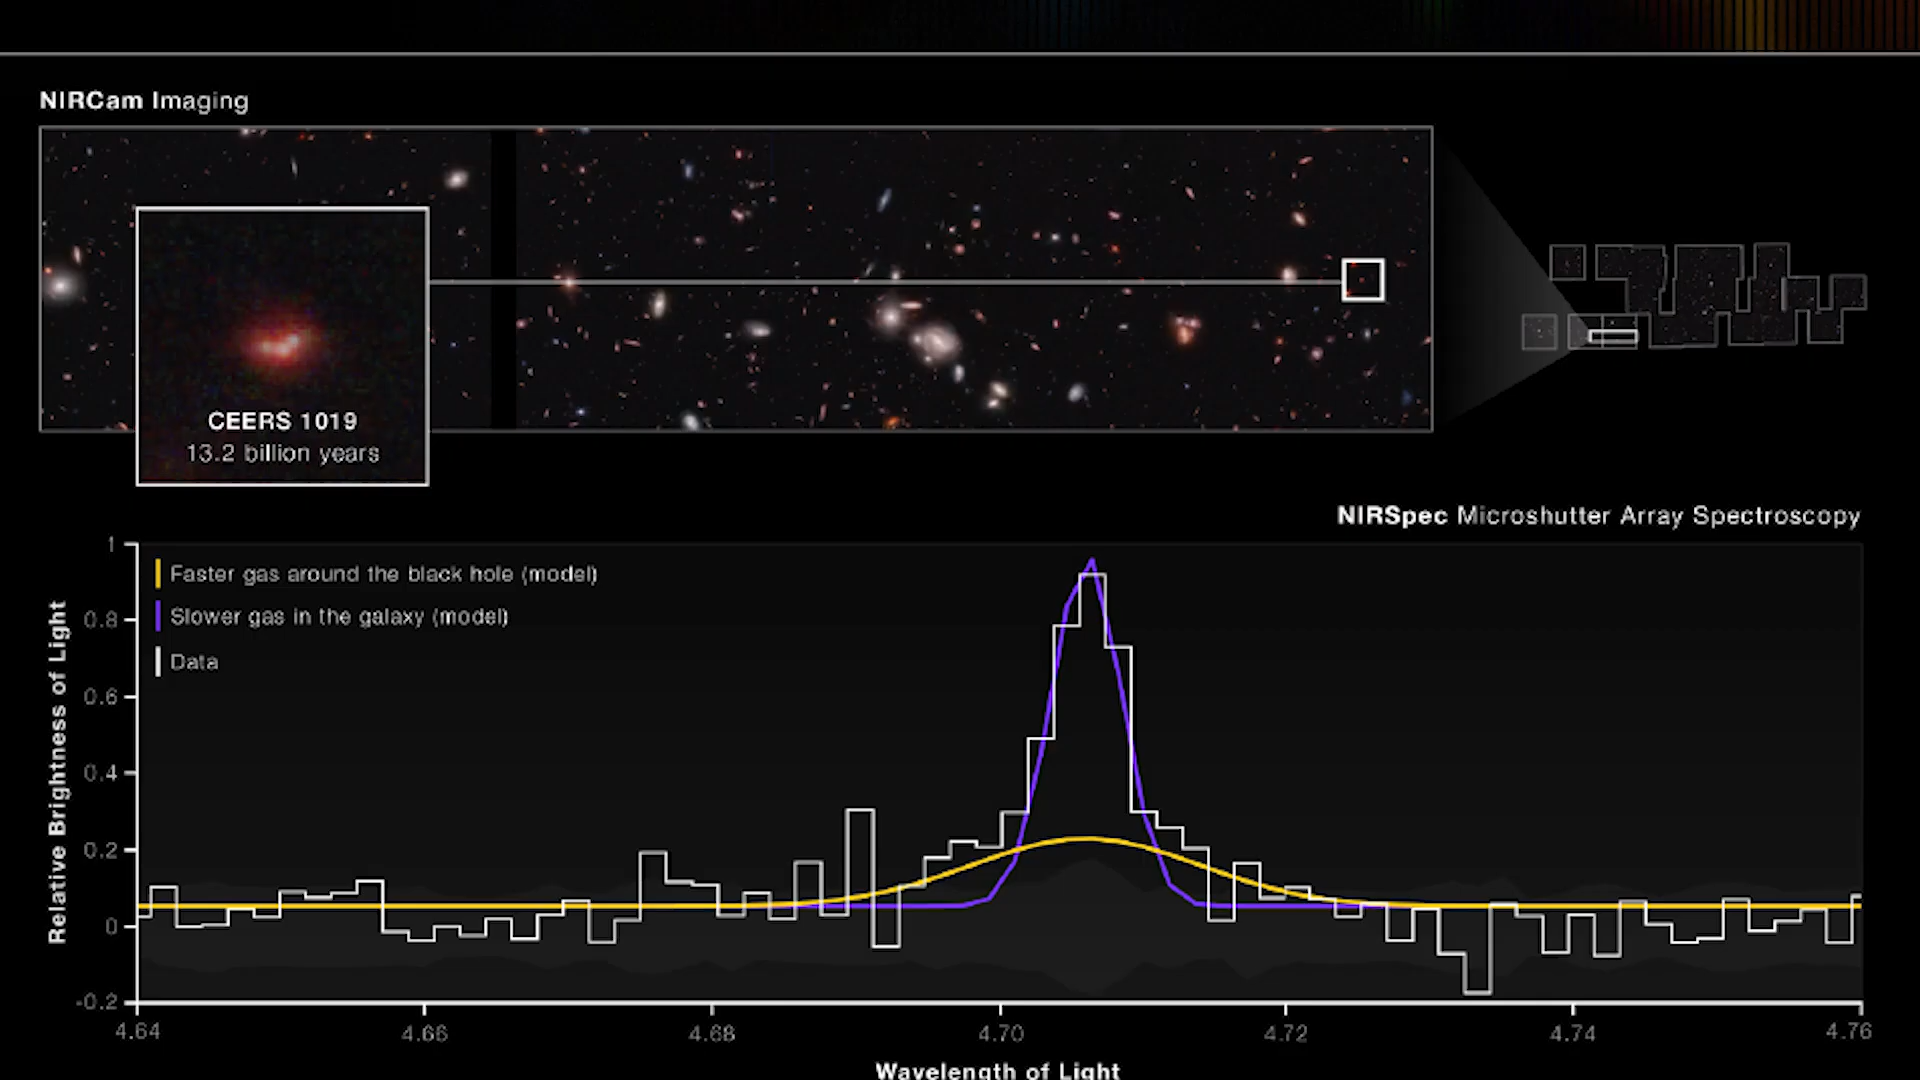 NIRCam Imaging
CEERS 1019
13.2 billion years
NIRSpec Microshutter Array Spectroscopy
Faster gas around the black hole (model)
Slower gas in the galaxy (model)
Data
Relative Brightness of Light
1
0.8
0.6
0.4
0.2
0
-0.2
4.64 4.66 4.68 4.70 4.72 4.74 4.76
Wavelength of Light